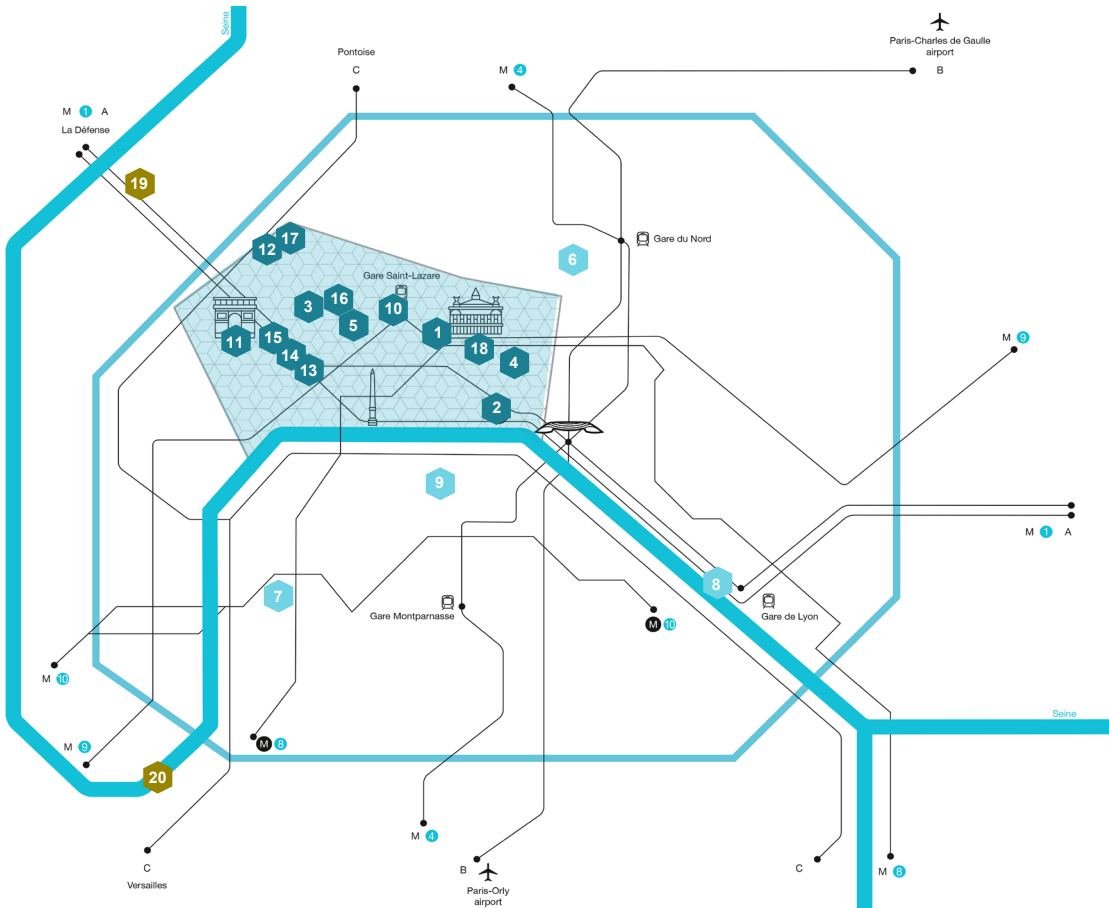 Seine
Paris-Charles de Gaulle
airport
B
Pontoise
C
M 4
M 1 A
La Défense
19
17
12
Gare du Nord
6
Gare Saint-Lazare
16
3
10
5
1
15
11
14
18
4
13
M 9
2
9
8
M 1 A
7
Gare Montparnasse
Gare de Lyon
M 10
M 10
Seine
M 9
M 8
20
M 4
B
Paris-Orly
airport
C
Versailles
C
M 8